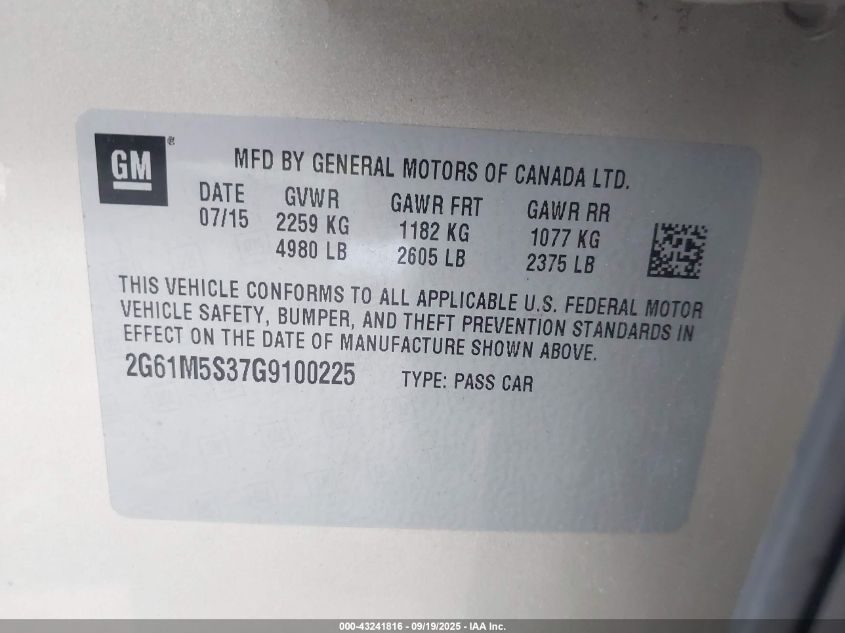 GM ®
MFD BY GENERAL MOTORS OF CANADA LTD.
DATE GVWR GAWR FRT GAWR RR
07/15 2259 KG 1182 KG 1077 KG
4980 LB 2605 LB 2375 LB
THIS VEHICLE CONFORMS TO ALL APPLICABLE U.S. FEDERAL MOTOR
VEHICLE SAFETY, BUMPER, AND THEFT PREVENTION STANDARDS IN
EFFECT ON THE DATE OF MANUFACTURE SHOWN ABOVE.
2G61M5S37G9100225 TYPE: PASS CAR
000-43241816 - 09/19/2025 - IAA Inc.